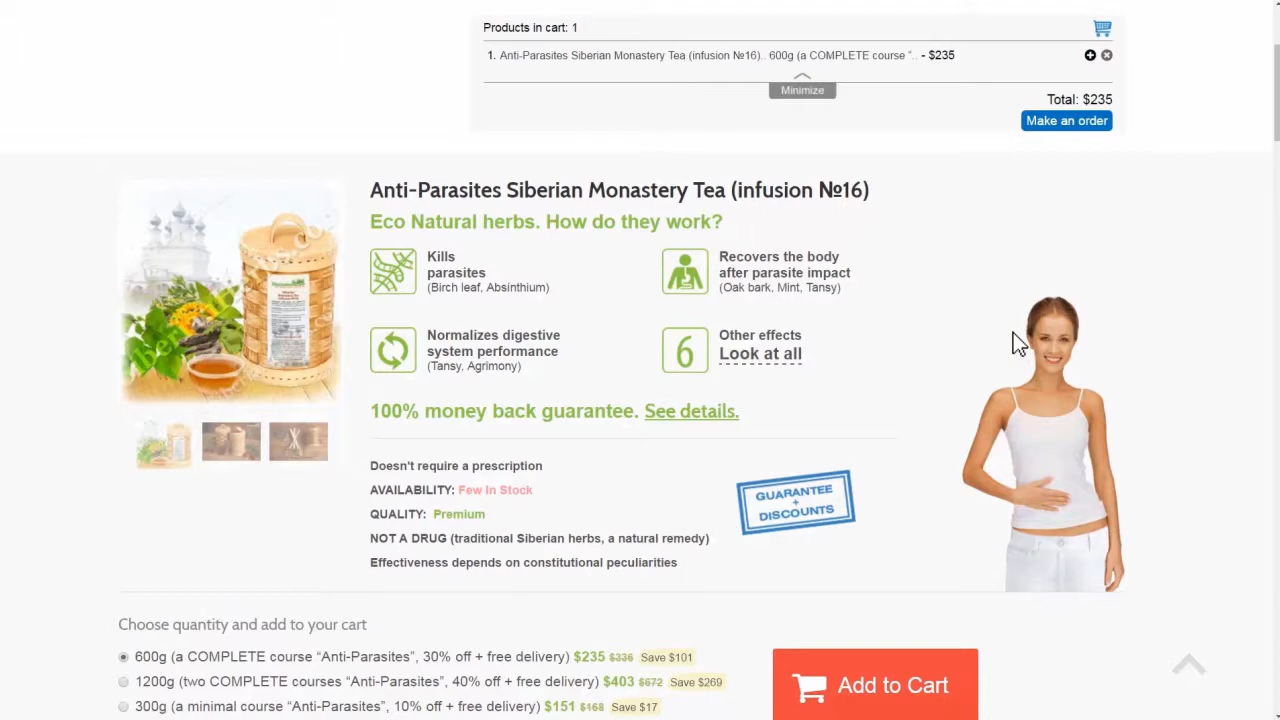 Products in cart: 1
1. Anti-Parasites Siberian Monastery Tea (infusion №16).. 600g (a COMPLETE course “.. - $235
Minimize
Total: $235
Make an order
Anti-Parasites Siberian Monastery Tea (infusion №16)
Eco Natural herbs. How do they work?
Kills
parasites
(Birch leaf, Absinthium)
Recovers the body
after parasite impact
(Oak bark, Mint, Tansy)
Normalizes digestive
system performance
(Tansy, Agrimony)
6
Other effects
Look at all
100% money back guarantee. See details.
Doesn't require a prescription
AVAILABILITY: Few In Stock
QUALITY: Premium
NOT A DRUG (traditional Siberian herbs, a natural remedy)
Effectiveness depends on constitutional peculiarities
GUARANTEE
+
DISCOUNTS
Choose quantity and add to your cart
600g (a COMPLETE course “Anti-Parasites”, 30% off + free delivery) $235 $336 Save $101
1200g (two COMPLETE courses “Anti-Parasites”, 40% off + free delivery) $403 $672 Save $269
300g (a minimal course “Anti-Parasites”, 10% off + free delivery) $151 $168 Save $17
Add to Cart